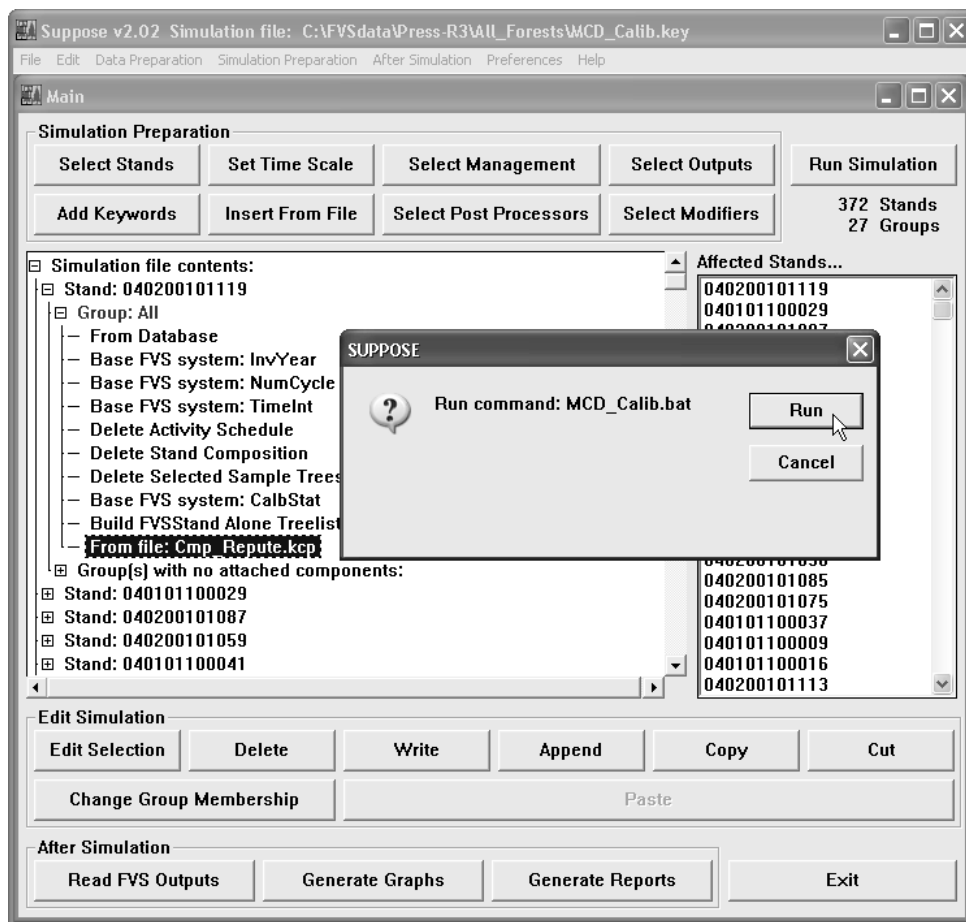 Suppose v2.02 Simulation file: C:\FVSdata\Press-R3\All_Forests\MCD_Calib.key
File Edit Data Preparation Simulation Preparation After Simulation Preferences Help
Main
Simulation Preparation
Select Stands Set Time Scale Select Management Select Outputs Run Simulation
Add Keywords Insert From File Select Post Processors Select Modifiers
372 Stands
27 Groups
Simulation file contents:
Stand: 040200101119
Group: All
From Database
Base FVS system: InvYear
Base FVS system: NumCycle
Base FVS system: TimeInt
Delete Activity Schedule
Delete Stand Composition
Delete Selected Sample Trees
Base FVS system: CalbStat
Build FVSStand Alone Treelist
From file: Cmp_Repute.kcp
Group(s) with no attached components:
Stand: 040101100029
Stand: 040200101087
Stand: 040200101059
Stand: 040101100041
Affected Stands...
040200101119
040101100029
SUPPOSE
Run command: MCD_Calib.bat
Run
Cancel
040200101085
040200101075
040101100037
040101100009
040101100016
040200101113
Edit Simulation
Edit Selection Delete Write Append Copy Cut
Change Group Membership Paste
After Simulation
Read FVS Outputs Generate Graphs Generate Reports Exit